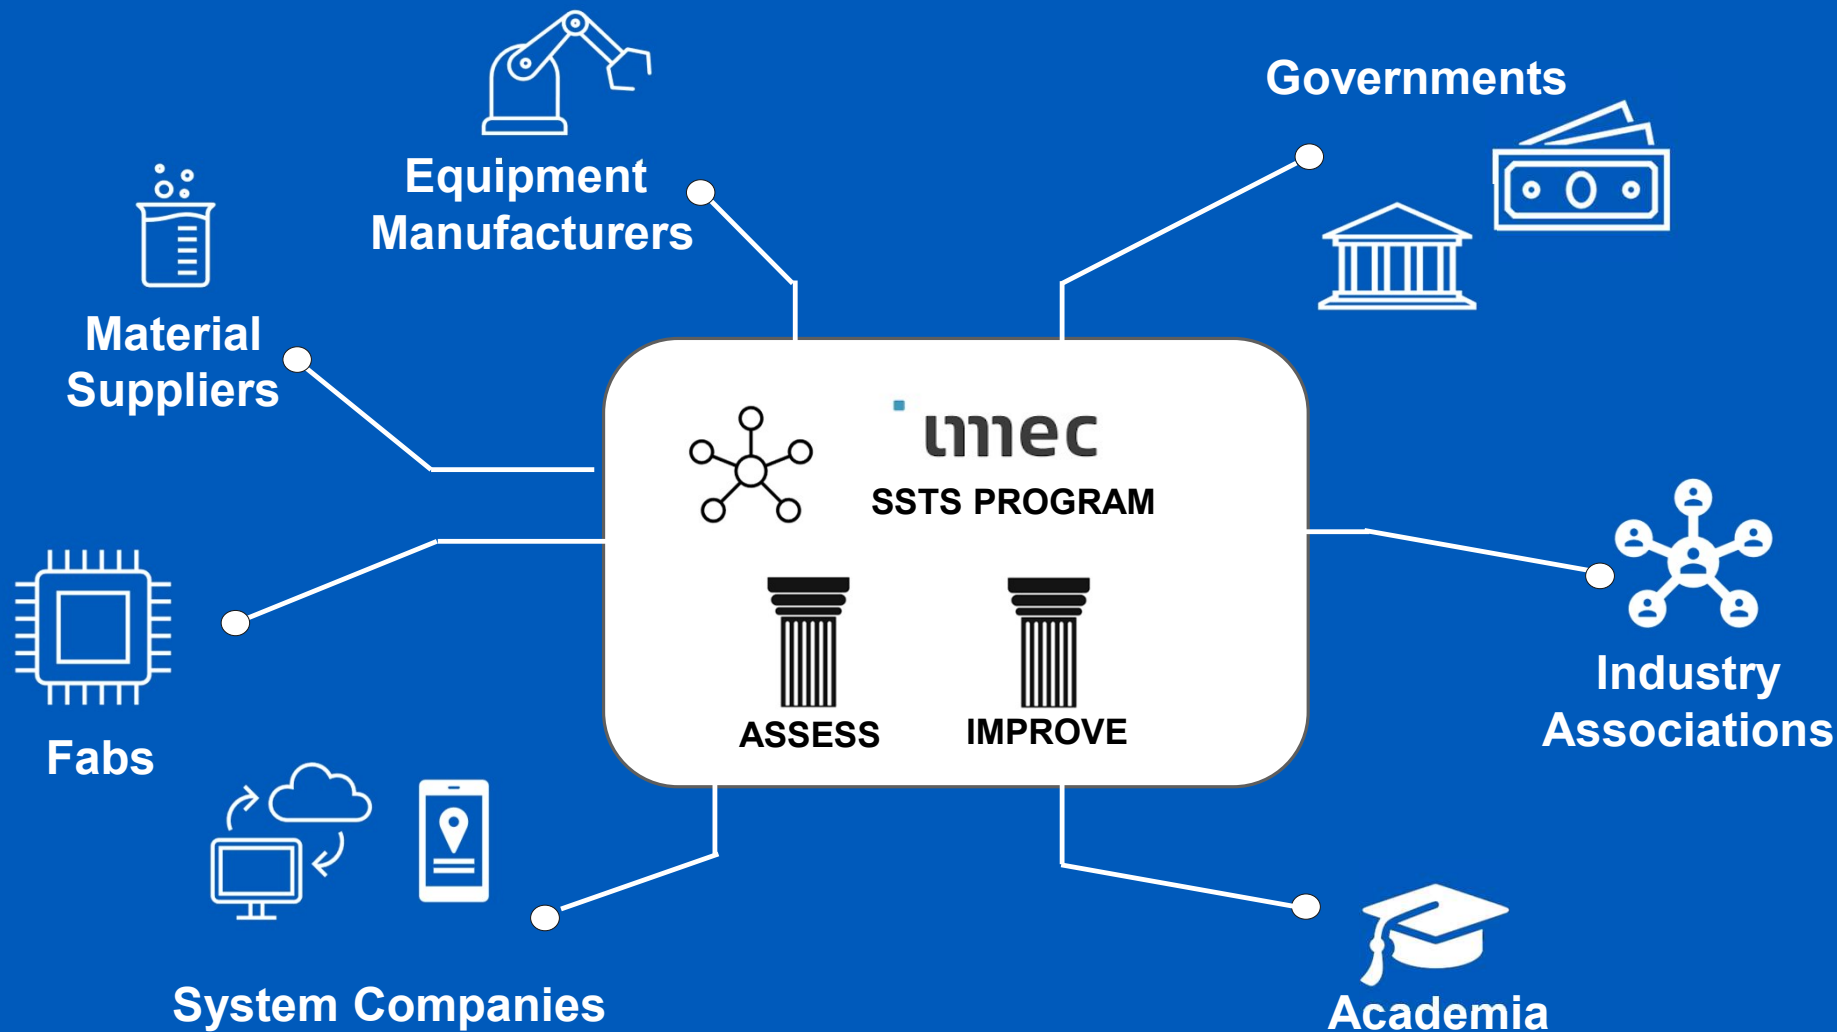 Governments
Equipment
Manufacturers
Material
Suppliers
imec
SSTS PROGRAM
ASSESS
IMPROVE
Industry
Associations
Fabs
System Companies
Academia